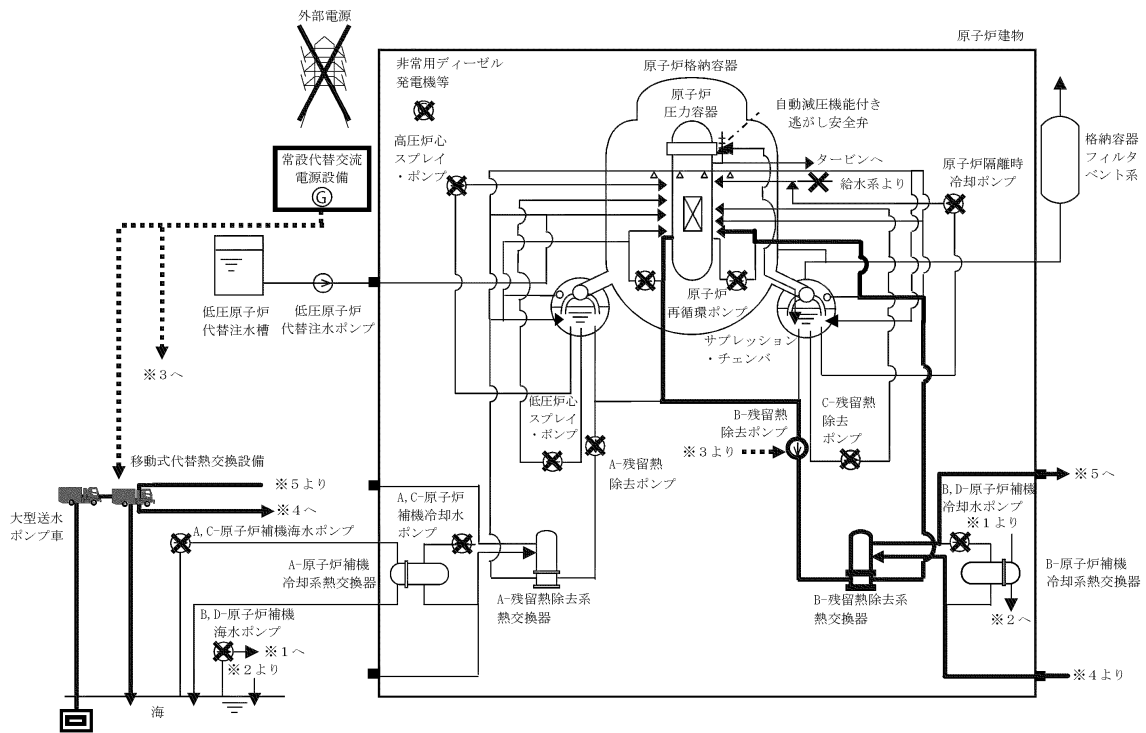 外部電源
原子炉建物
非常用ディーゼル
発電機等
原子炉格納容器
原子炉
圧力容器
自動減圧機能付き
逃がし安全弁
高圧炉心
スプレイ
・ポンプ
タービンへ
給水系より
原子炉隔離時
冷却ポンプ
格納容器
フィルタ
ベント系
常設代替交流
電源設備
G
低圧原子炉
代替注水槽
低圧原子炉
代替注水ポンプ
原子炉
再循環ポンプ
サプレッション
・チェンバ
※3へ
低圧炉心
スプレイ
・ポンプ
B-残留熱
除去ポンプ
C-残留熱
除去
ポンプ
※3より
A-残留熱
除去ポンプ
移動式代替熱交換設備
※5より
※4へ
大型送水
ポンプ車
A,C-原子炉補機海水ポンプ
A,C-原子炉
補機冷却水
ポンプ
※5へ
B,D-原子炉補機
冷却水ポンプ
※1より
A-原子炉補機
冷却系熱交換器
B-原子炉補機
冷却系熱交換器
A-残留熱除去系
熱交換器
B-残留熱除去系
熱交換器
※2へ
B,D-原子炉補機
海水ポンプ
※1へ
※2より
※4より
海